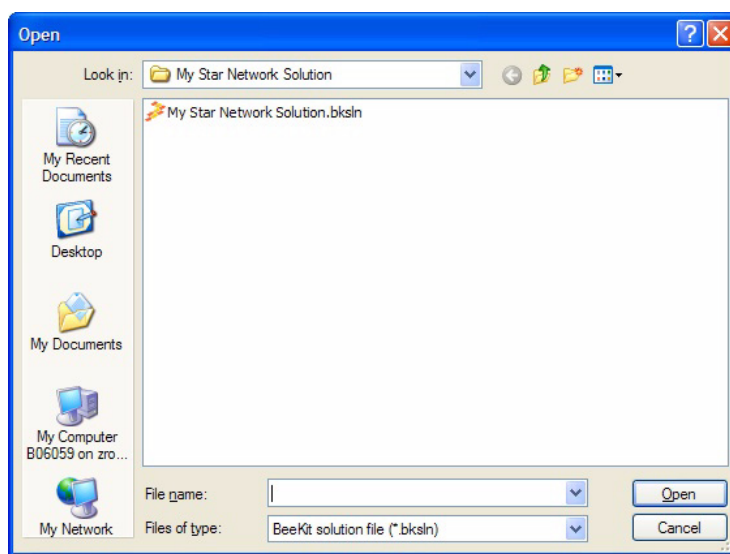 Open
Look in: My Star Network Solution
My Star Network Solution.bksln
My Recent
Documents
Desktop
My Documents
My Computer
B06059 on zro...
My Network
File name:
Open
Files of type: BeeKit solution file (*.bksln)
Cancel